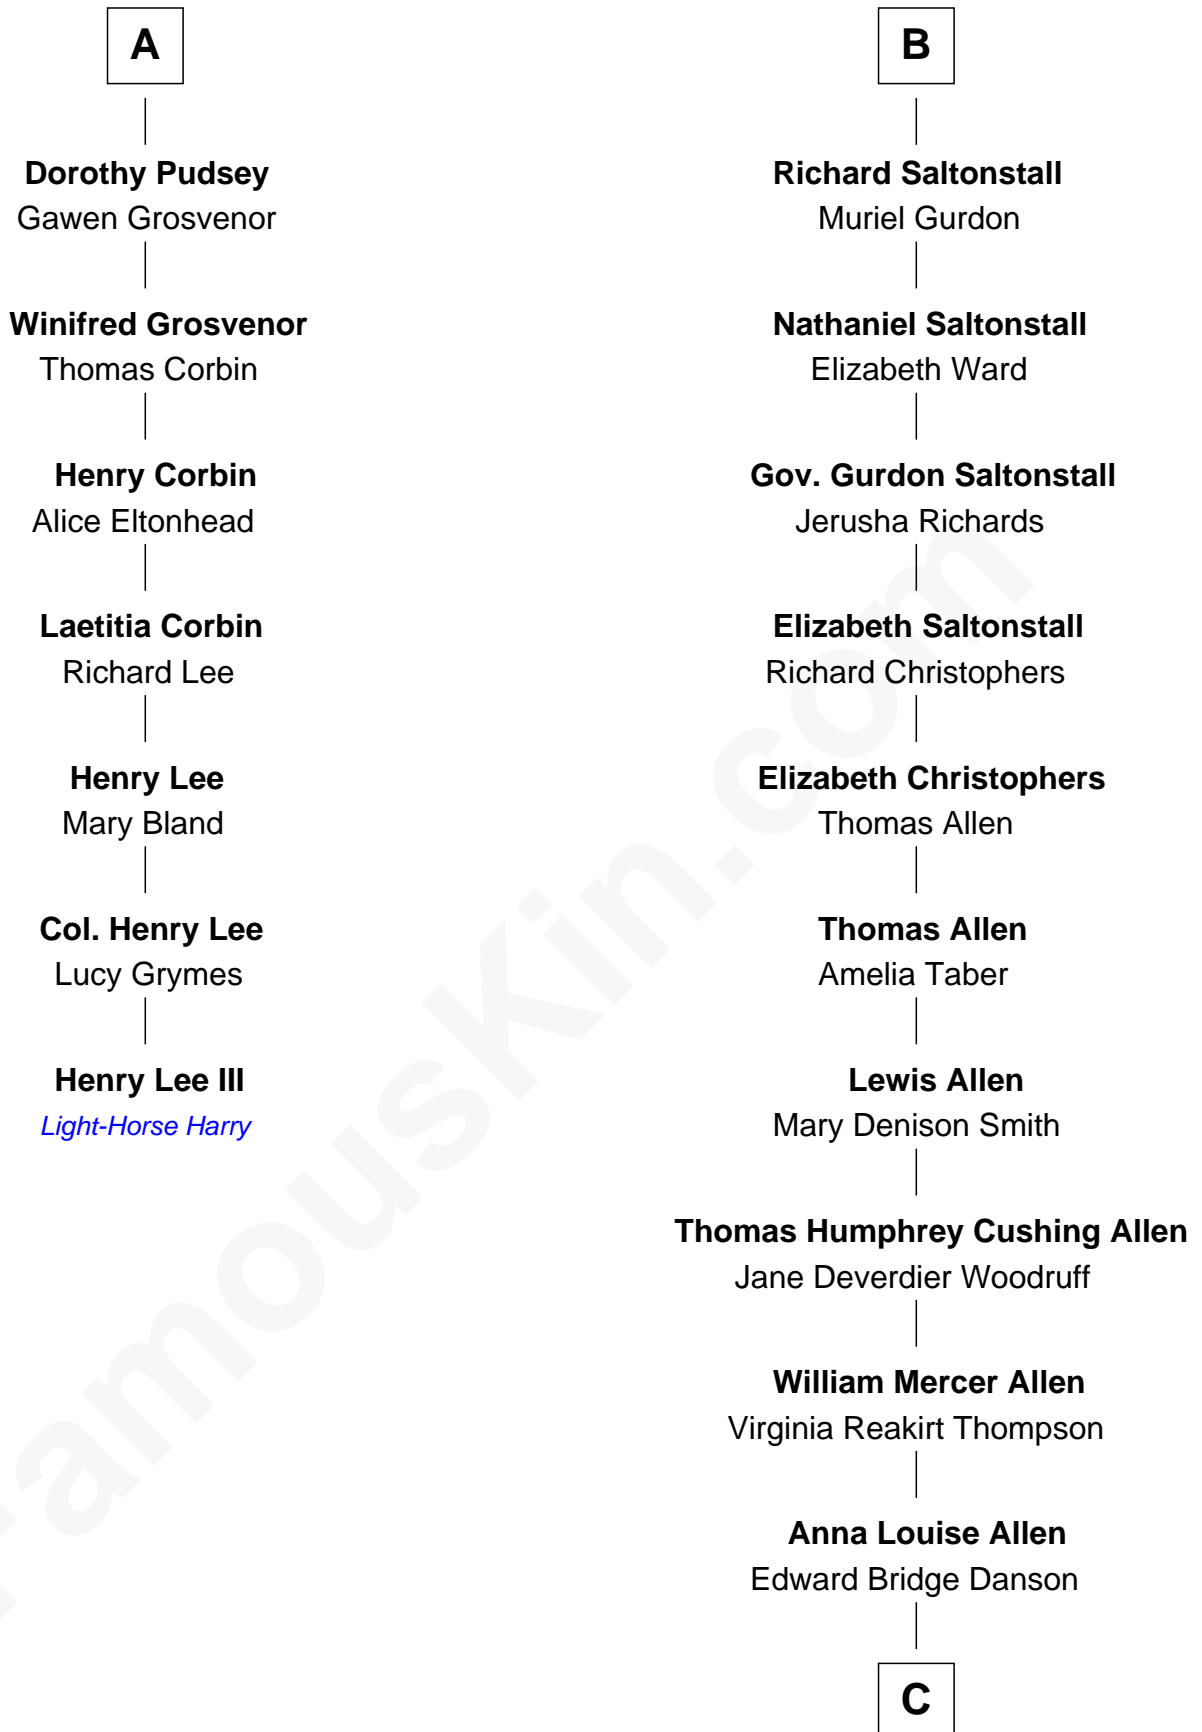 A
Dorothy Pudsey
Gawen Grosvenor
Winifred Grosvenor
Thomas Corbin
Henry Corbin
Alice Eltonhead
Laetitia Corbin
Richard Lee
Henry Lee
Mary Bland
Col. Henry Lee
Lucy Grymes
Henry Lee III
Light-Horse Harry
B
Richard Saltonstall
Muriel Gurdon
Nathaniel Saltonstall
Elizabeth Ward
Gov. Gurdon Saltonstall
Jerusha Richards
Elizabeth Saltonstall
Richard Christophers
Elizabeth Christophers
Thomas Allen
Thomas Allen
Amelia Taber
Lewis Allen
Mary Denison Smith
Thomas Humphrey Cushing Allen
Jane Deverdier Woodruff
William Mercer Allen
Virginia Reakirt Thompson
Anna Louise Allen
Edward Bridge Danson
C
FamousKin.com